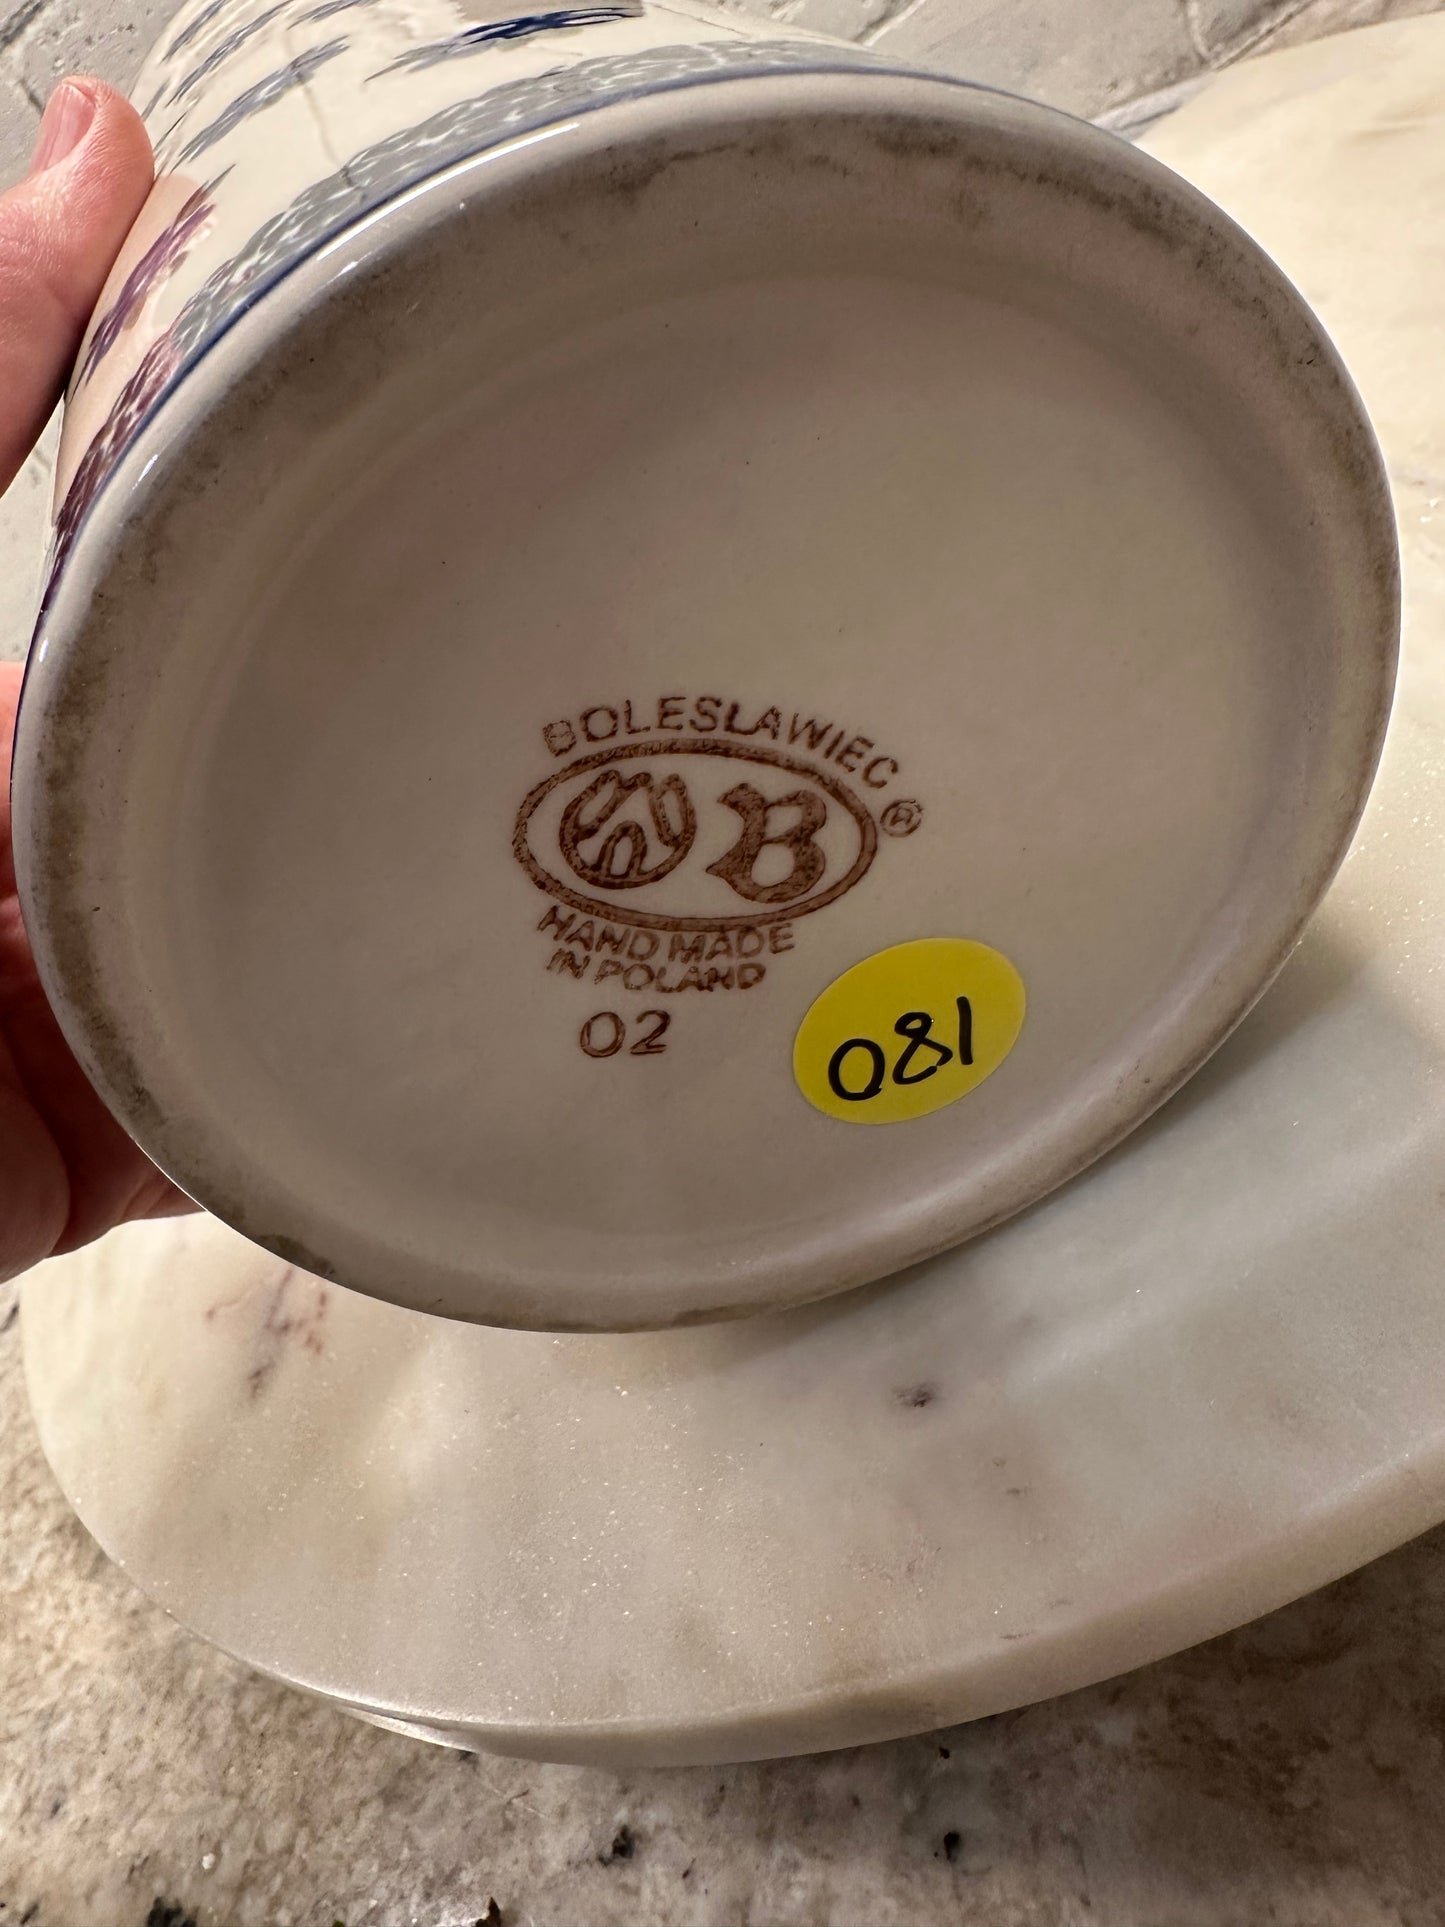 BOLESLAWIEC ®
B
HAND MADE
IN POLAND
02
081